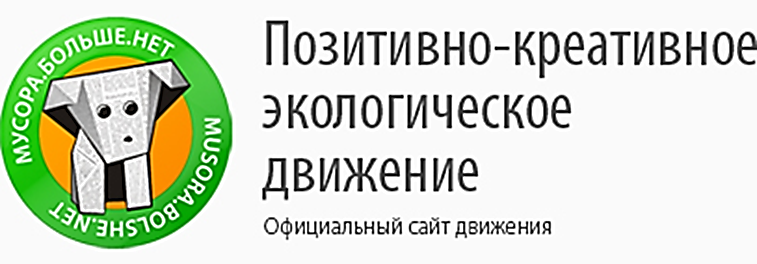 МУСОРА.БОЛЬШЕ.НЕТ
MUSORA.BOLSHE.NET
Позитивно-креативное
экологическое
движение
Официальный сайт движения